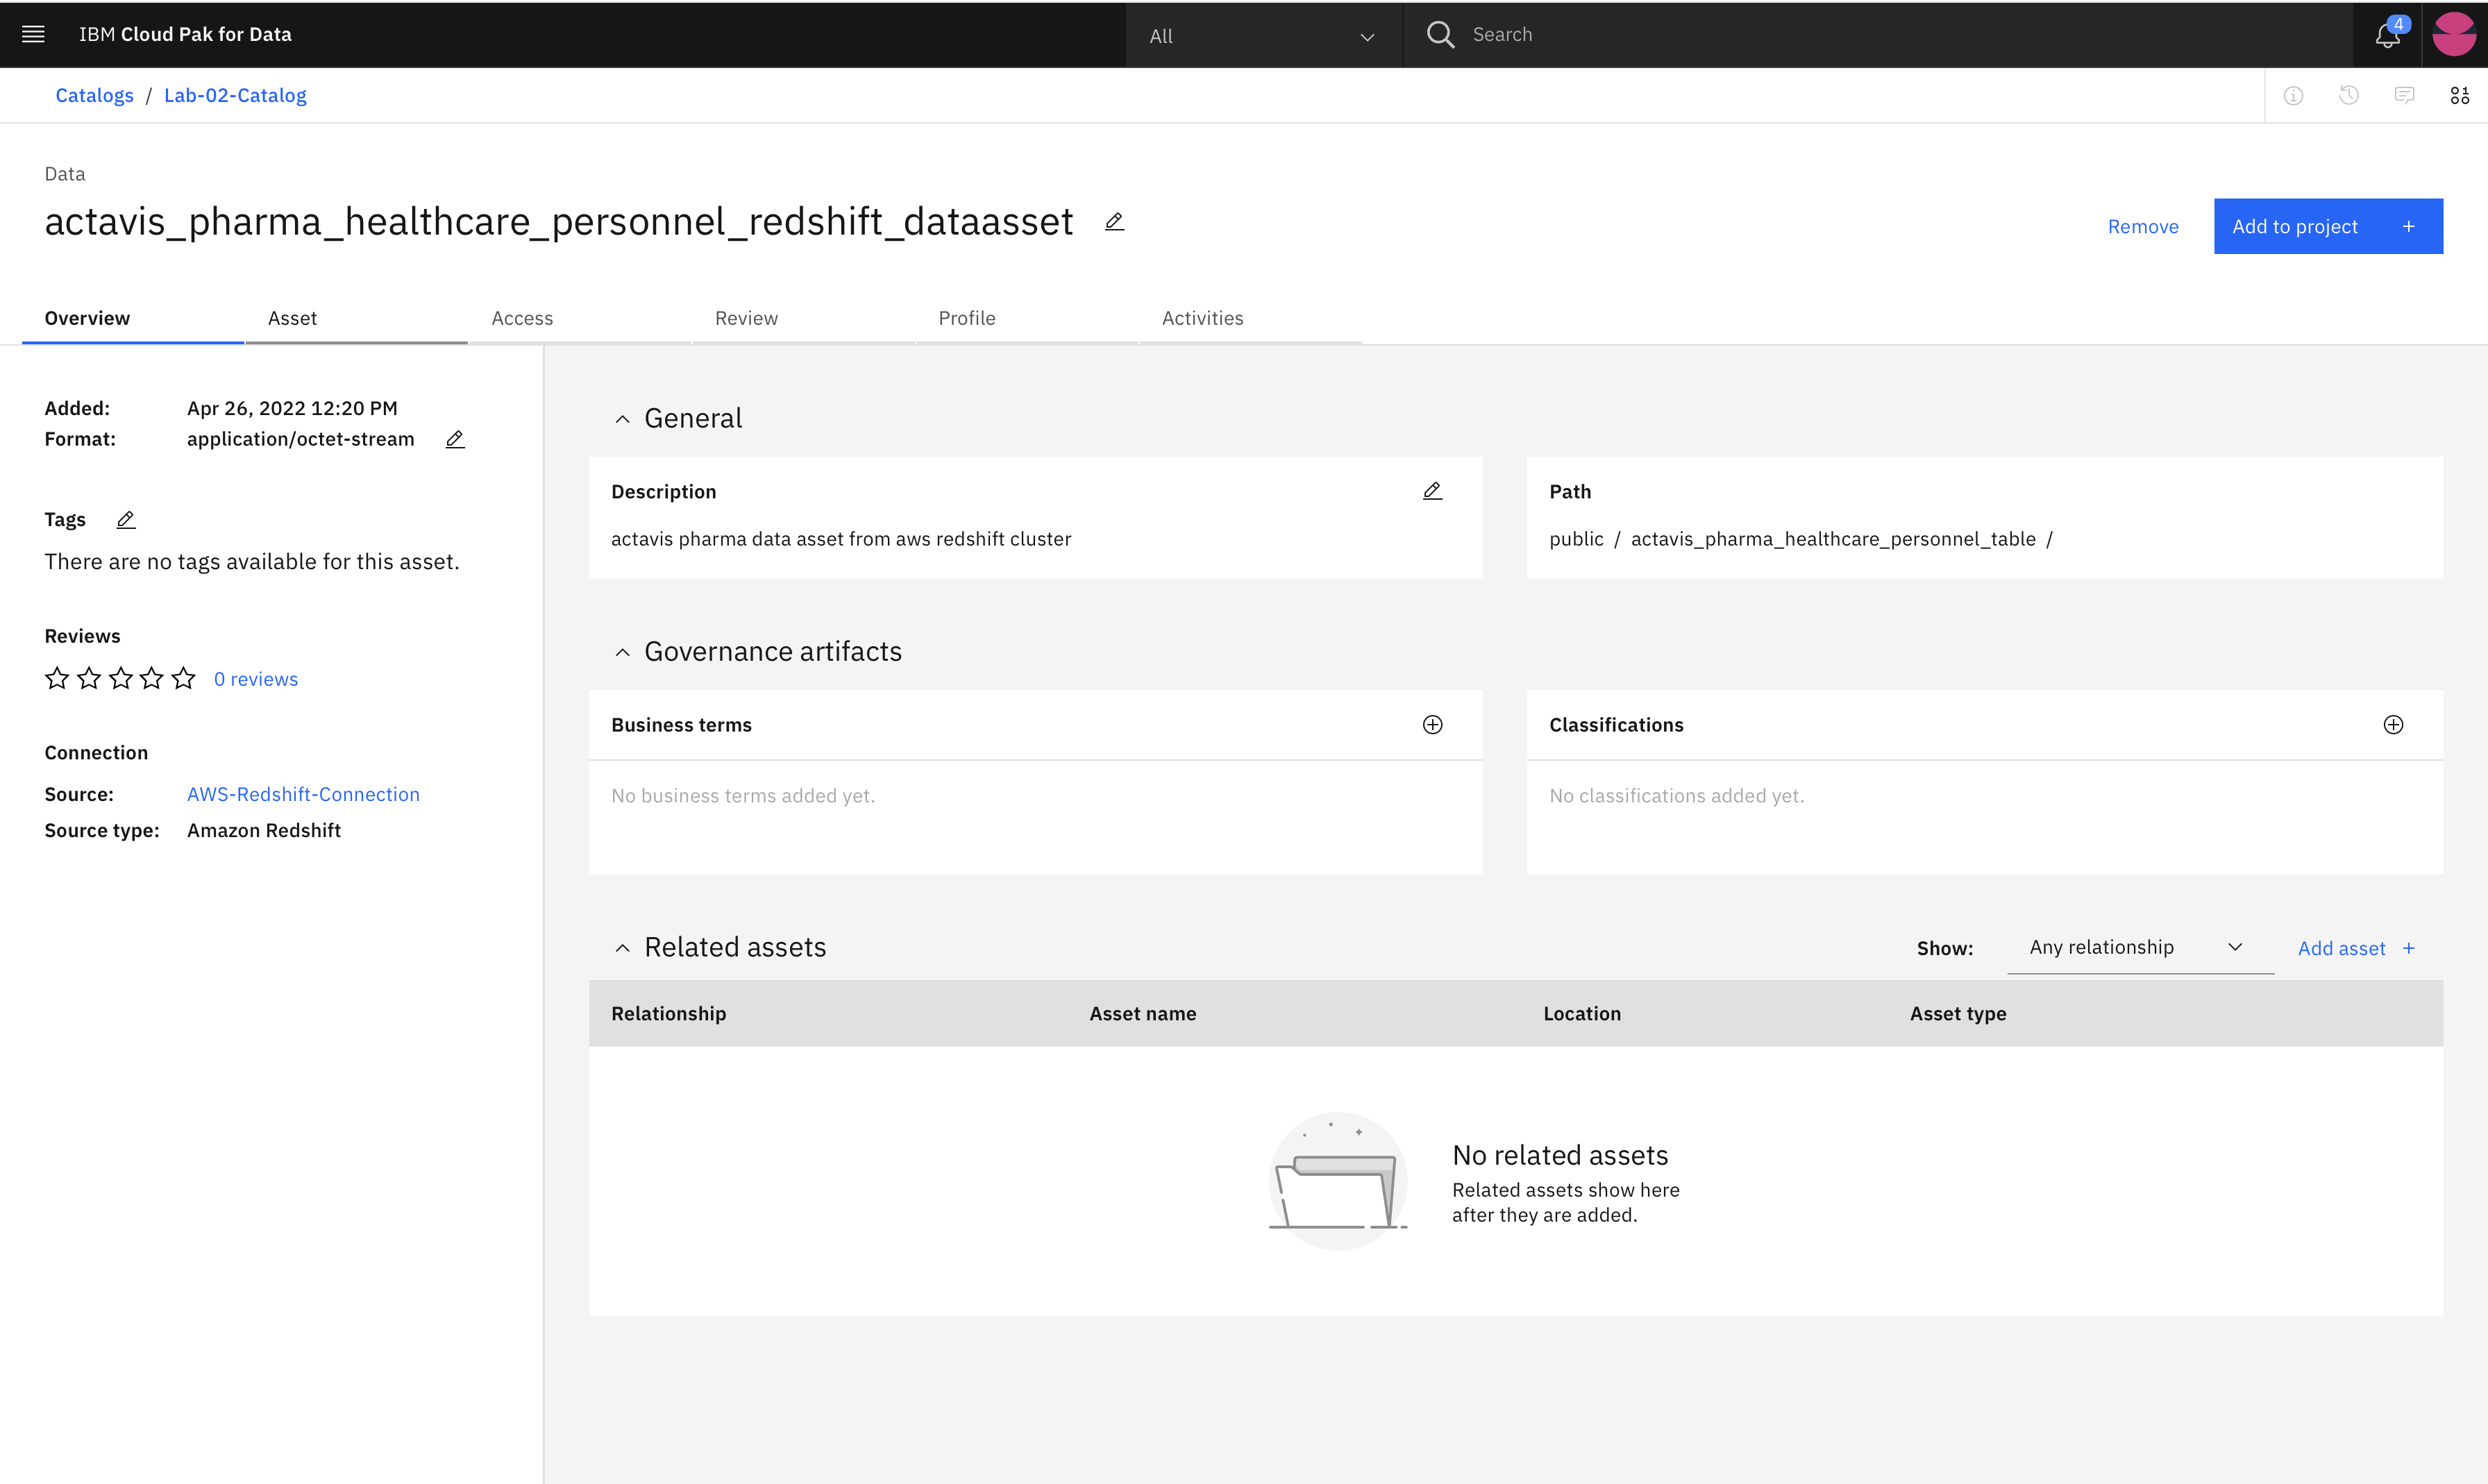 IBM Cloud Pak for Data
All
Search
4
Catalogs / Lab-02-Catalog
Data
actavis_pharma_healthcare_personnel_redshift_dataasset
Remove
Add to project +
Overview
Asset
Access
Review
Profile
Activities
Added: Apr 26, 2022 12:20 PM
Format: application/octet-stream
Tags
There are no tags available for this asset.
Reviews
0 reviews
Connection
Source: AWS-Redshift-Connection
Source type: Amazon Redshift
General
Description
actavis pharma data asset from aws redshift cluster
Path
public / actavis_pharma_healthcare_personnel_table /
Governance artifacts
Business terms
No business terms added yet.
Classifications
No classifications added yet.
Related assets
Show: Any relationship
Add asset +
Relationship Asset name Location Asset type
No related assets
Related assets show here
after they are added.